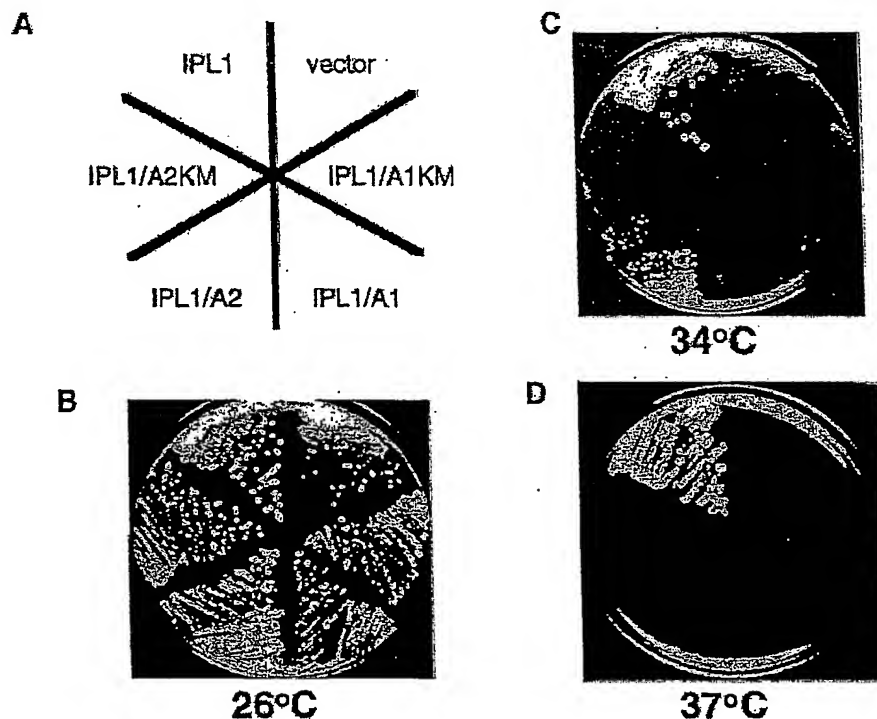 A
IPL1 vector
IPL1/A2KM IPL1/A1KM
IPL1/A2 IPL1/A1
B
26°C
C
34°C
D
37°C